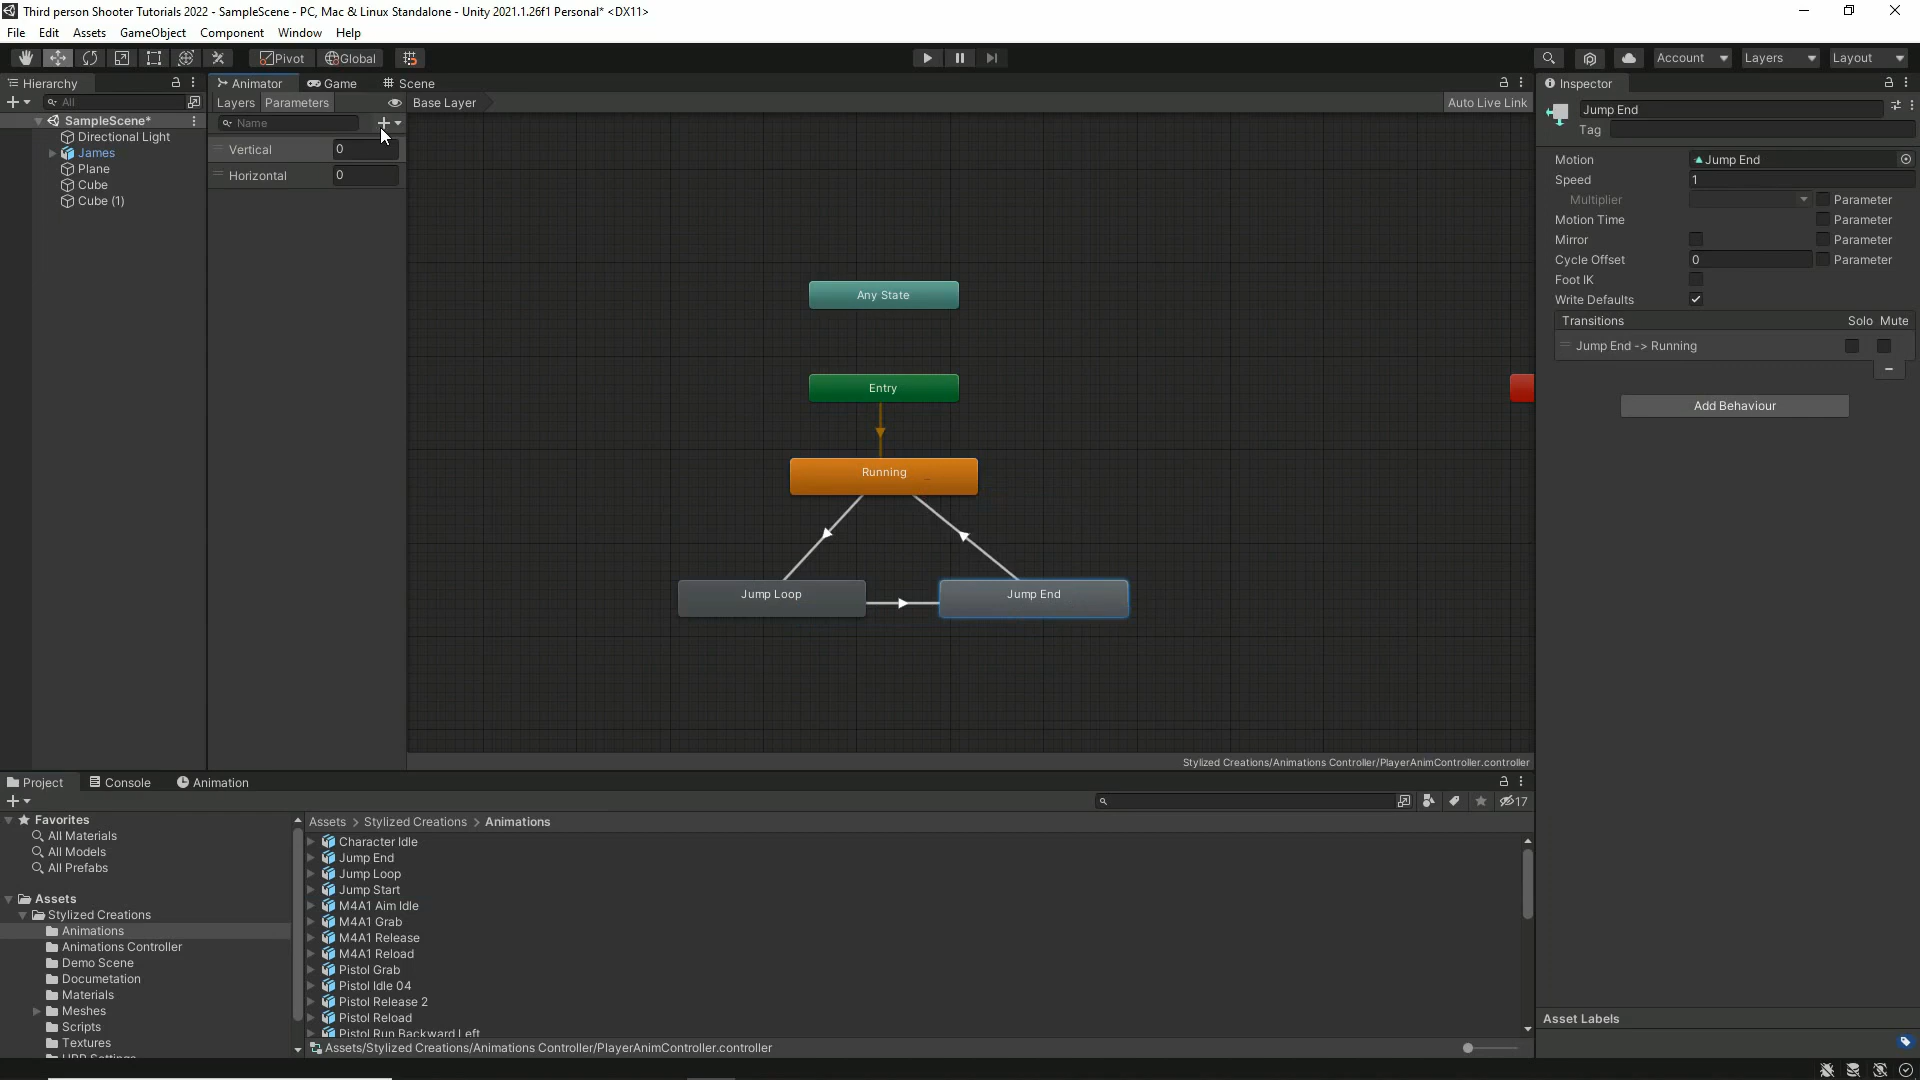 Third person Shooter Tutorials 2022 - SampleScene - PC, Mac & Linux Standalone - Unity 2021.1.26f1 Personal* <DX11>
File Edit Assets GameObject Component Window Help
Pivot Global Account Layers Layout
Hierarchy
All
SampleScene*
Directional Light
James
Plane
Cube
Cube (1)
Animator Game Scene
Layers Parameters Base Layer Auto Live Link
Name
Vertical 0
Horizontal 0
Any State
Entry
Running
Jump Loop
Jump End
Stylized Creations/Animations Controller/PlayerAnimController.controller
Inspector
Jump End
Tag
Motion Jump End
Speed 1
Multiplier Parameter
Motion Time Parameter
Mirror Parameter
Cycle Offset 0 Parameter
Foot IK
Write Defaults
Transitions Solo Mute
Jump End -> Running
Add Behaviour
Asset Labels
Project Console Animation
17
Favorites
All Materials
All Models
All Prefabs
Assets
Stylized Creations
Animations
Animations Controller
Demo Scene
Documetation
Materials
Meshes
Scripts
Textures
Assets > Stylized Creations > Animations
Character Idle
Jump End
Jump Loop
Jump Start
M4A1 Aim Idle
M4A1 Grab
M4A1 Release
M4A1 Reload
Pistol Grab
Pistol Idle 04
Pistol Release 2
Pistol Reload
Pistol Run Backward Left
Assets/Stylized Creations/Animations Controller/PlayerAnimController.controller